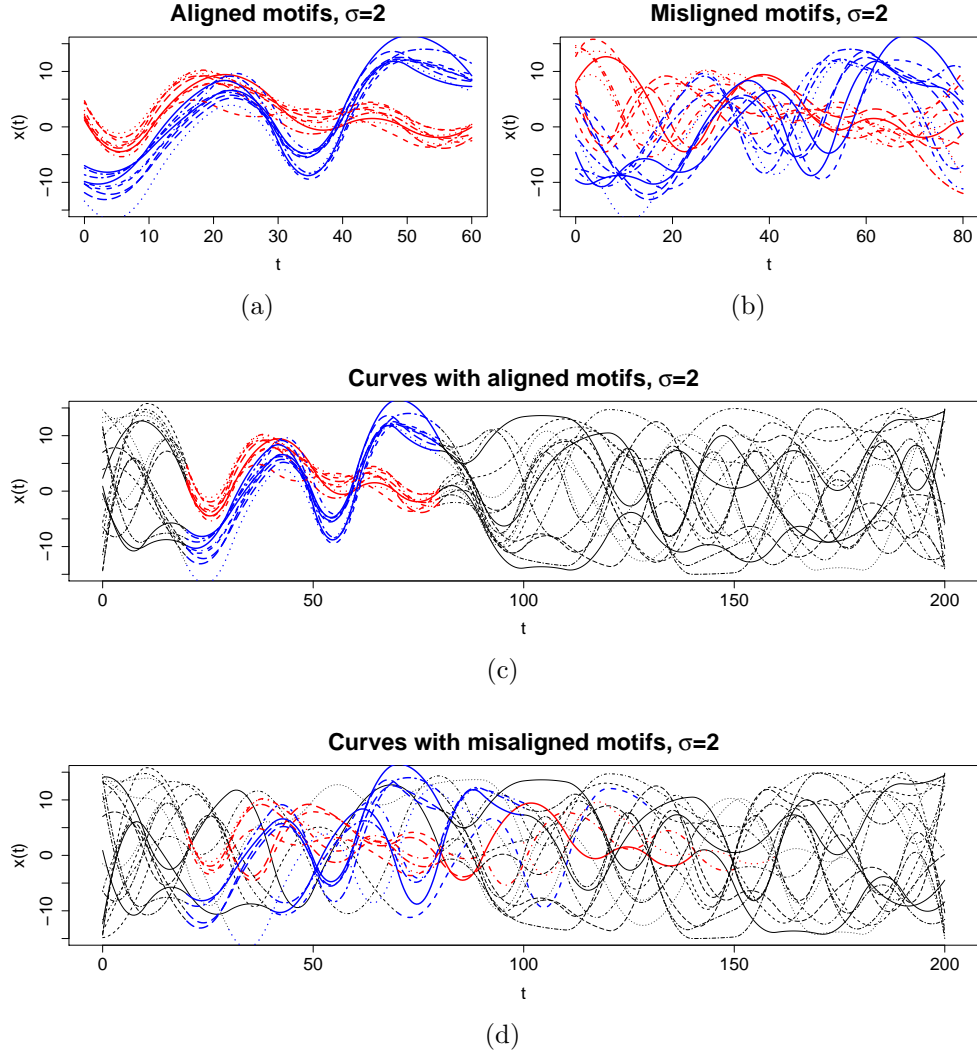 Aligned motifs, σ=2
x(t)
10
0
−10
0 10 20 30 40 50 60
t
(a)
Misligned motifs, σ=2
x(t)
10
0
−10
0 20 40 60 80
t
(b)
Curves with aligned motifs, σ=2
x(t)
10
0
−10
0 50 100 150 200
t
(c)
Curves with misaligned motifs, σ=2
x(t)
10
0
−10
0 50 100 150 200
t
(d)